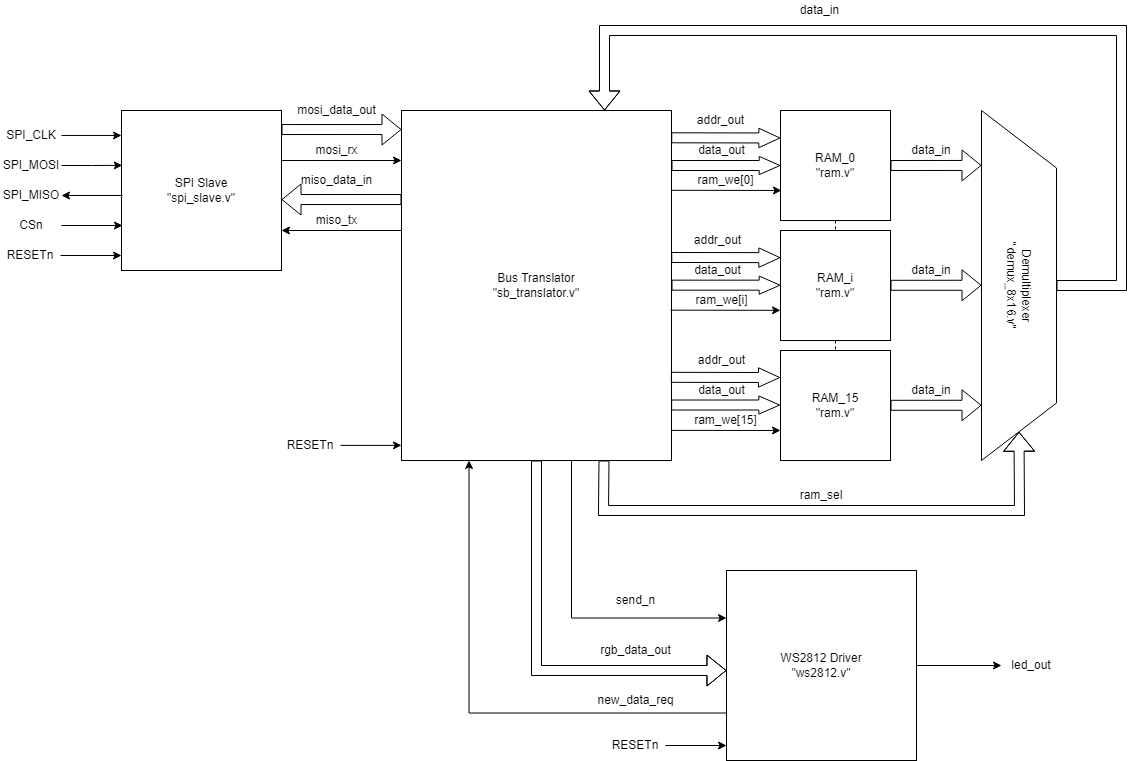 data_in
SPI_CLK
SPI_MOSI
SPI_MISO
CSn
RESETn
SPI Slave
"spi_slave.v"
mosi_data_out
mosi_rx
miso_data_in
miso_tx
Bus Translator
"sb_translator.v"
RESETn
addr_out
data_out
ram_we[0]
RAM_0
"ram.v"
data_in
addr_out
data_out
ram_we[i]
RAM_i
"ram.v"
data_in
addr_out
data_out
ram_we[15]
RAM_15
"ram.v"
data_in
Demultiplexer
"demux_8x16.v"
ram_sel
send_n
rgb_data_out
new_data_req
RESETn
WS2812 Driver
"ws2812.v"
led_out